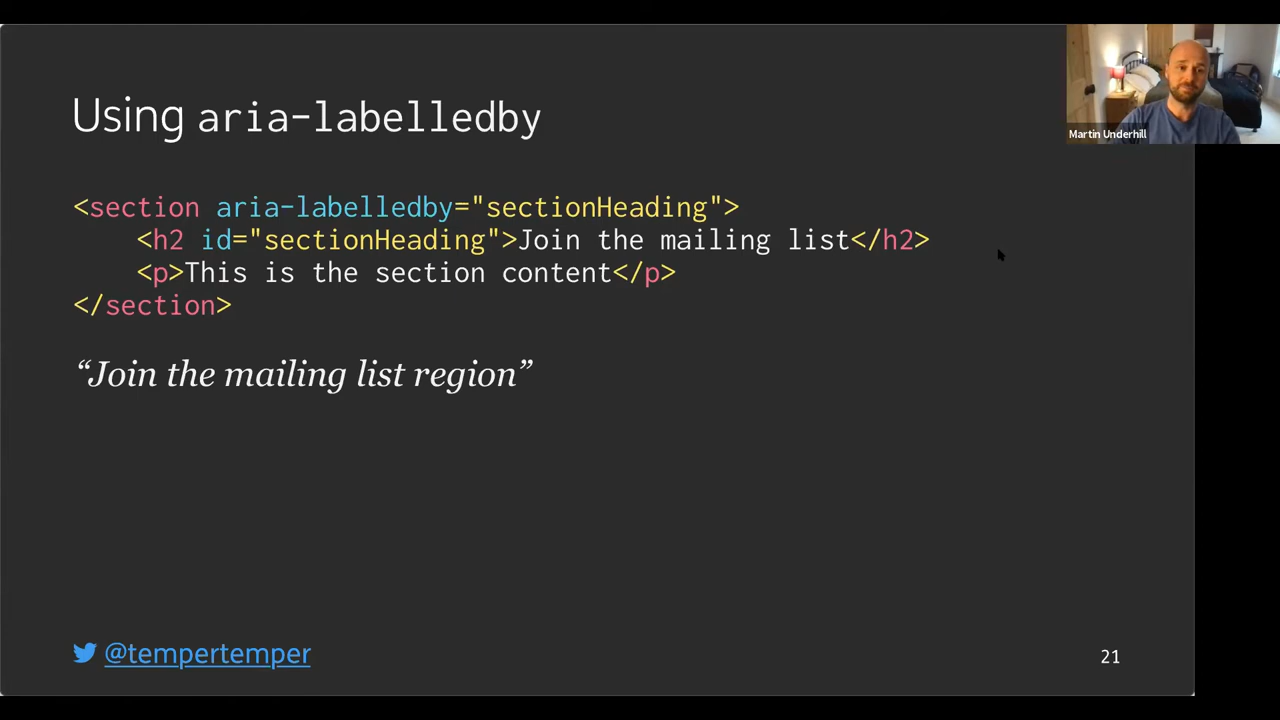 Using aria-labelledby
<section aria-labelledby="sectionHeading">
<h2 id="sectionHeading">Join the mailing list</h2>
<p>This is the section content</p>
</section>
“Join the mailing list region”
@tempertemper
21
Martin Underhill